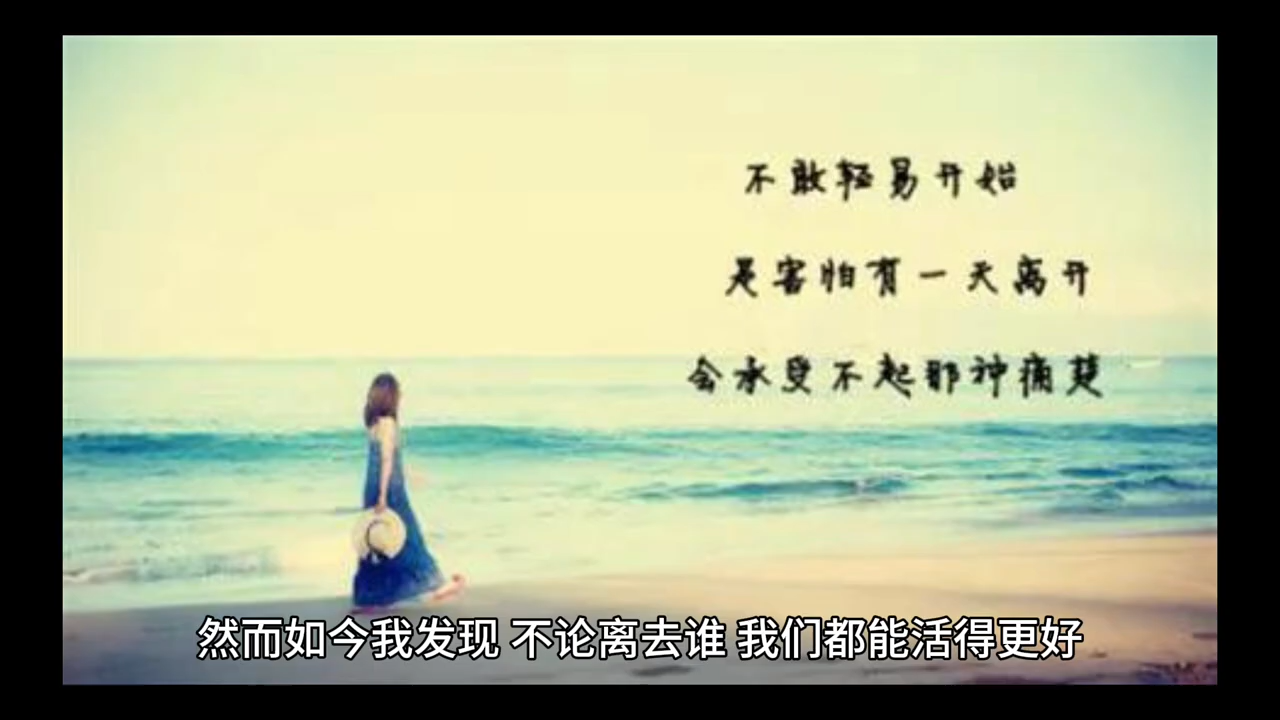 不敢轻易开始
是害怕有一天离开
会承受不起那种痛楚
然而如今我发现 不论离去谁 我们都能活得更好